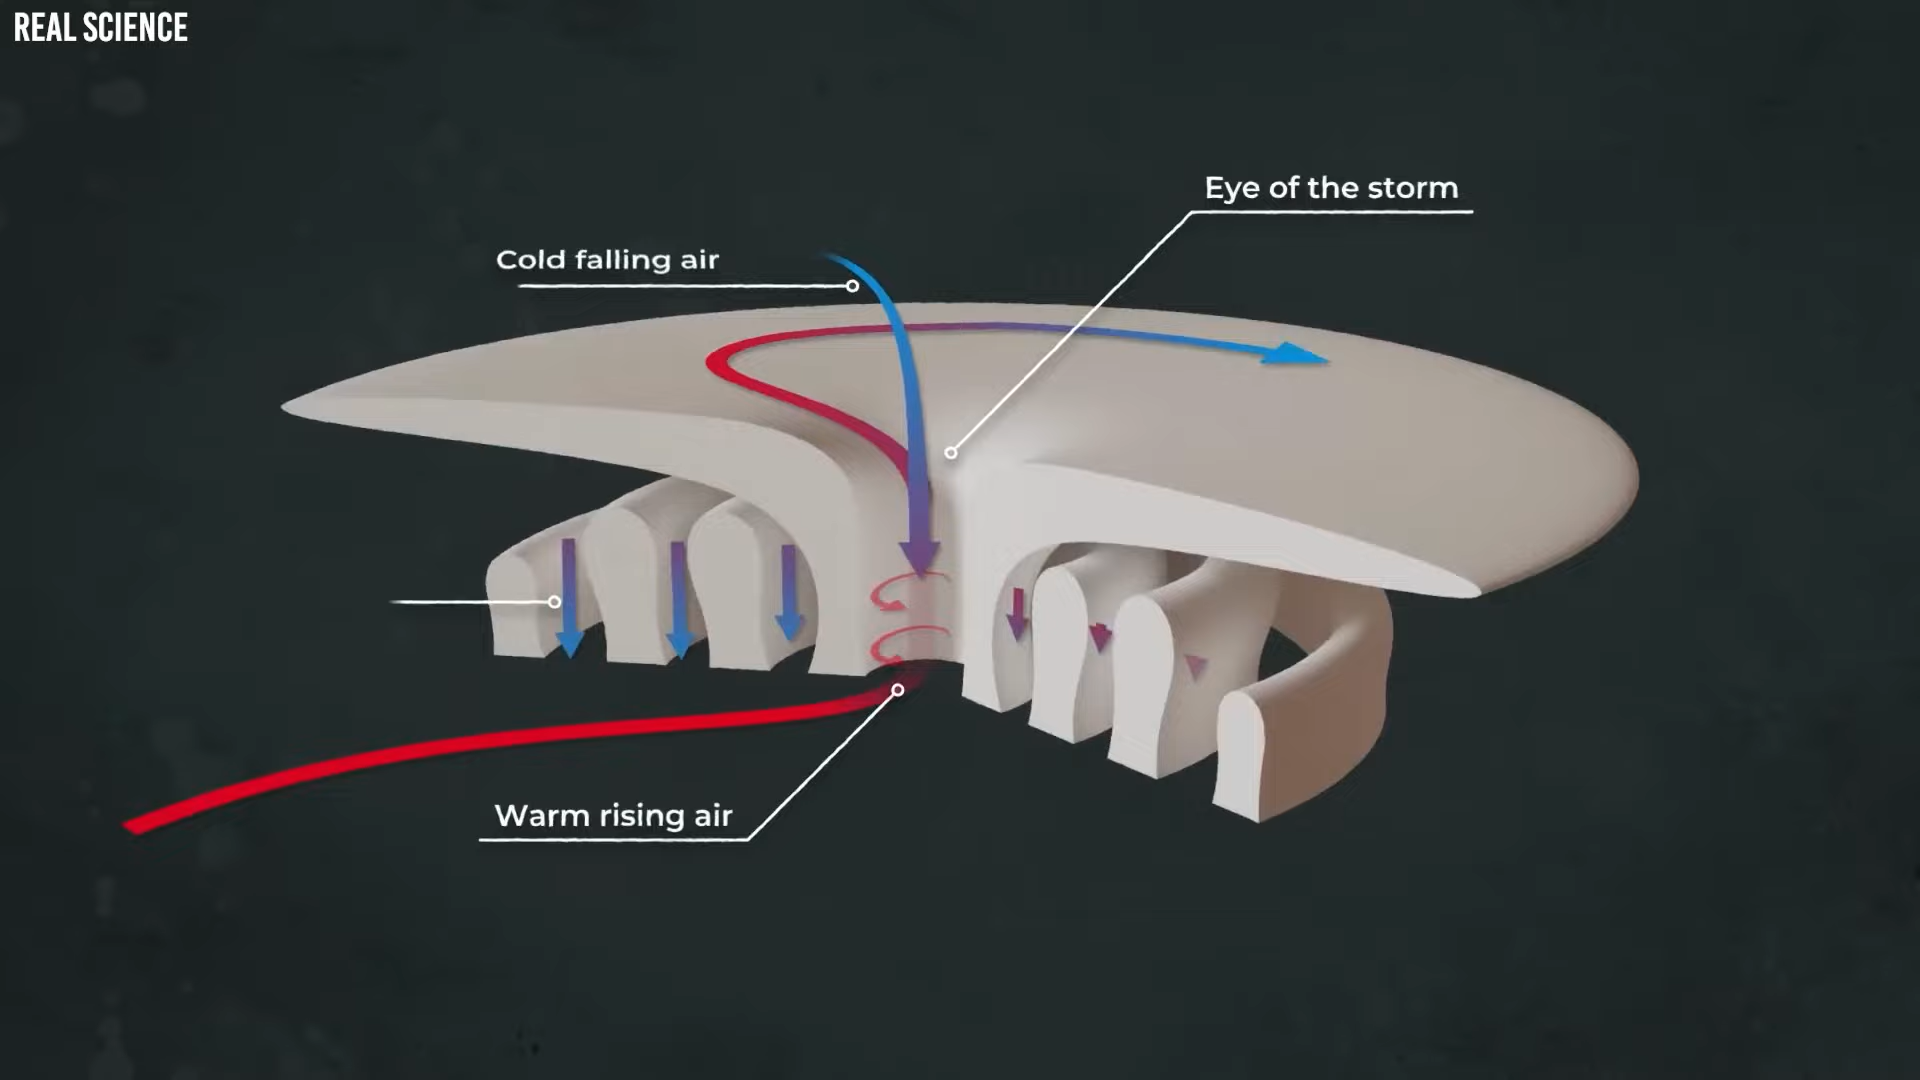 REAL SCIENCE
Eye of the storm
Cold falling air
Warm rising air